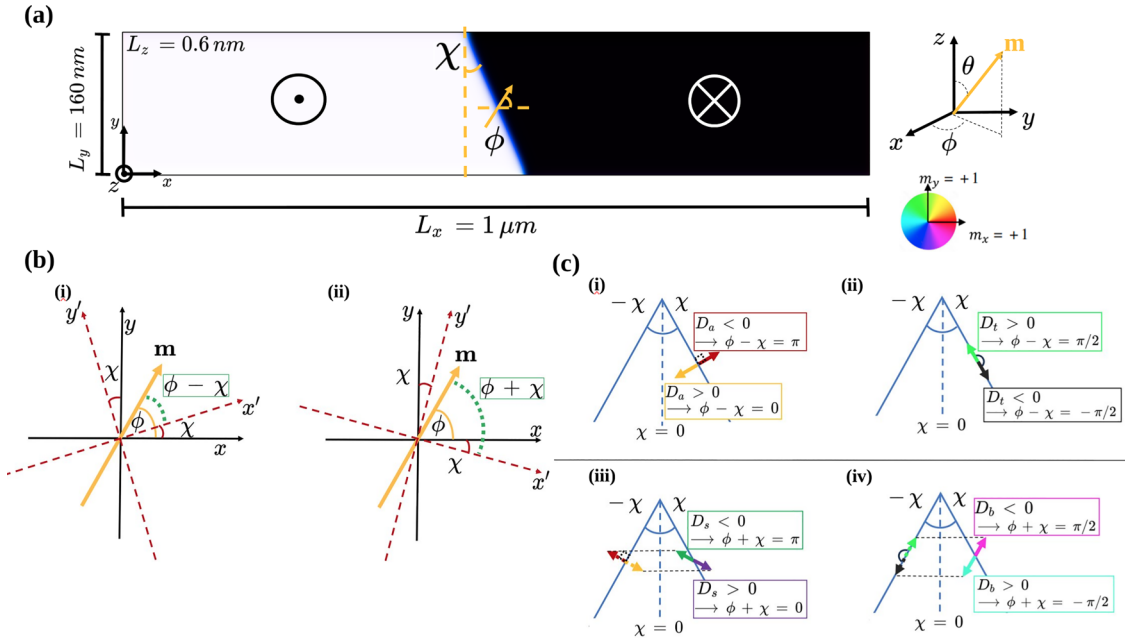 (a)
L_z = 0.6 nm
L_y = 160 nm
χ
ϕ
y
z
x
L_x = 1 μm
z
m
θ
y
x
ϕ
m_y = +1
m_x = +1
(b)
(i)
y′
y
m
χ
ϕ − χ
x′
ϕ
χ
x
(ii)
y
y′
m
χ
ϕ + χ
ϕ
x
χ
x′
(c)
(i)
− χ
χ
D_a < 0
⟶ ϕ − χ = π
D_a > 0
⟶ ϕ − χ = 0
χ = 0
(ii)
− χ
χ
D_t > 0
⟶ ϕ − χ = π/2
D_t < 0
⟶ ϕ − χ = −π/2
χ = 0
(iii)
− χ
χ
D_s < 0
⟶ ϕ + χ = π
D_s > 0
⟶ ϕ + χ = 0
χ = 0
(iv)
− χ
χ
D_b < 0
⟶ ϕ + χ = π/2
D_b > 0
⟶ ϕ + χ = −π/2
χ = 0